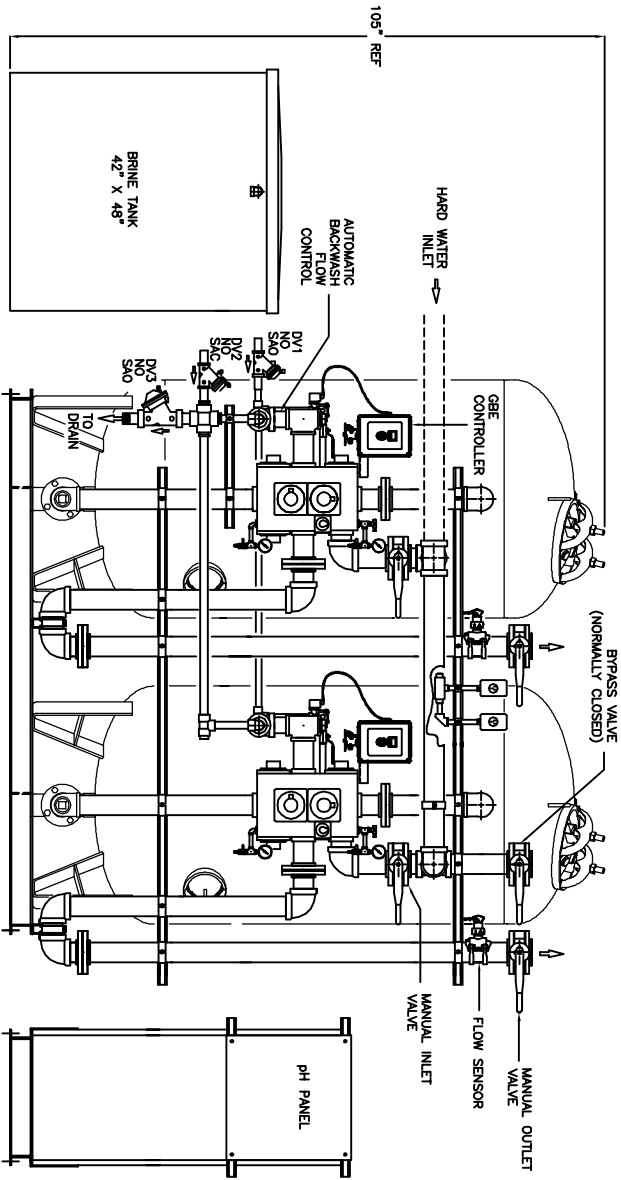 105" REF
BRINE TANK
42" X 48"
HARD WATER
INLET
AUTOMATIC
BACKWASH
FLOW
CONTROL
DV1
NO
SAO
DV2
NO
SAC
DV3
NO
SAO
TO
DRAIN
GBE
CONTROLLER
BYPASS VALVE
(NORMALLY CLOSED)
MANUAL INLET
VALVE
FLOW SENSOR
MANUAL OUTLET
VALVE
pH PANEL